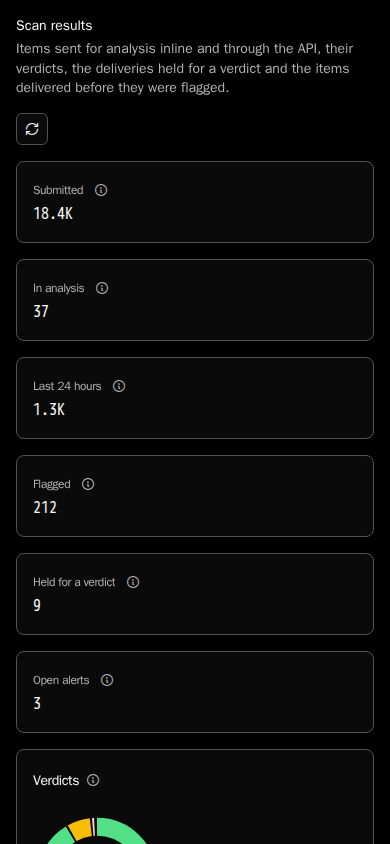 Scan results
Items sent for analysis inline and through the API, their
verdicts, the deliveries held for a verdict and the items
delivered before they were flagged.
Submitted
18.4K
In analysis
37
Last 24 hours
1.3K
Flagged
212
Held for a verdict
9
Open alerts
3
Verdicts